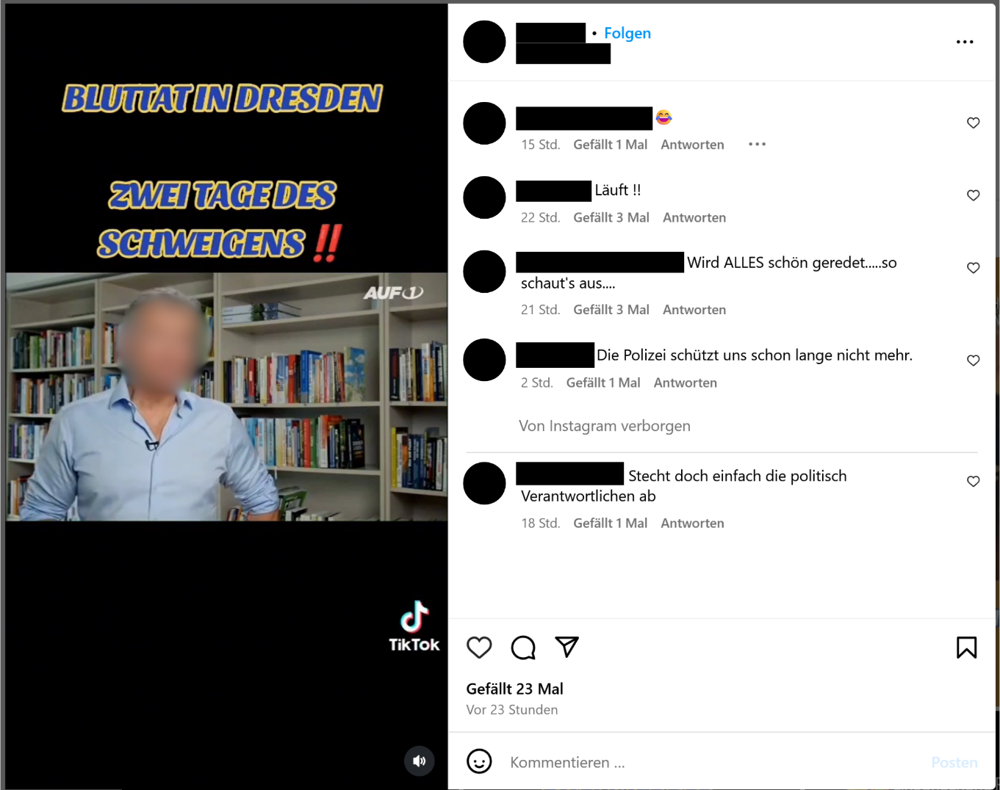 BLUTTAT IN DRESDEN
ZWEI TAGE DES
SCHWEIGENS ‼️
AUF1
TikTok
• Folgen
😂
15 Std. Gefällt 1 Mal Antworten
Läuft !!
22 Std. Gefällt 3 Mal Antworten
Wird ALLES schön geredet.....so
schaut's aus....
21 Std. Gefällt 3 Mal Antworten
Die Polizei schützt uns schon lange nicht mehr.
2 Std. Gefällt 1 Mal Antworten
Von Instagram verborgen
Stecht doch einfach die politisch
Verantwortlichen ab
18 Std. Gefällt 1 Mal Antworten
Gefällt 23 Mal
Vor 23 Stunden
Kommentieren ...
Posten